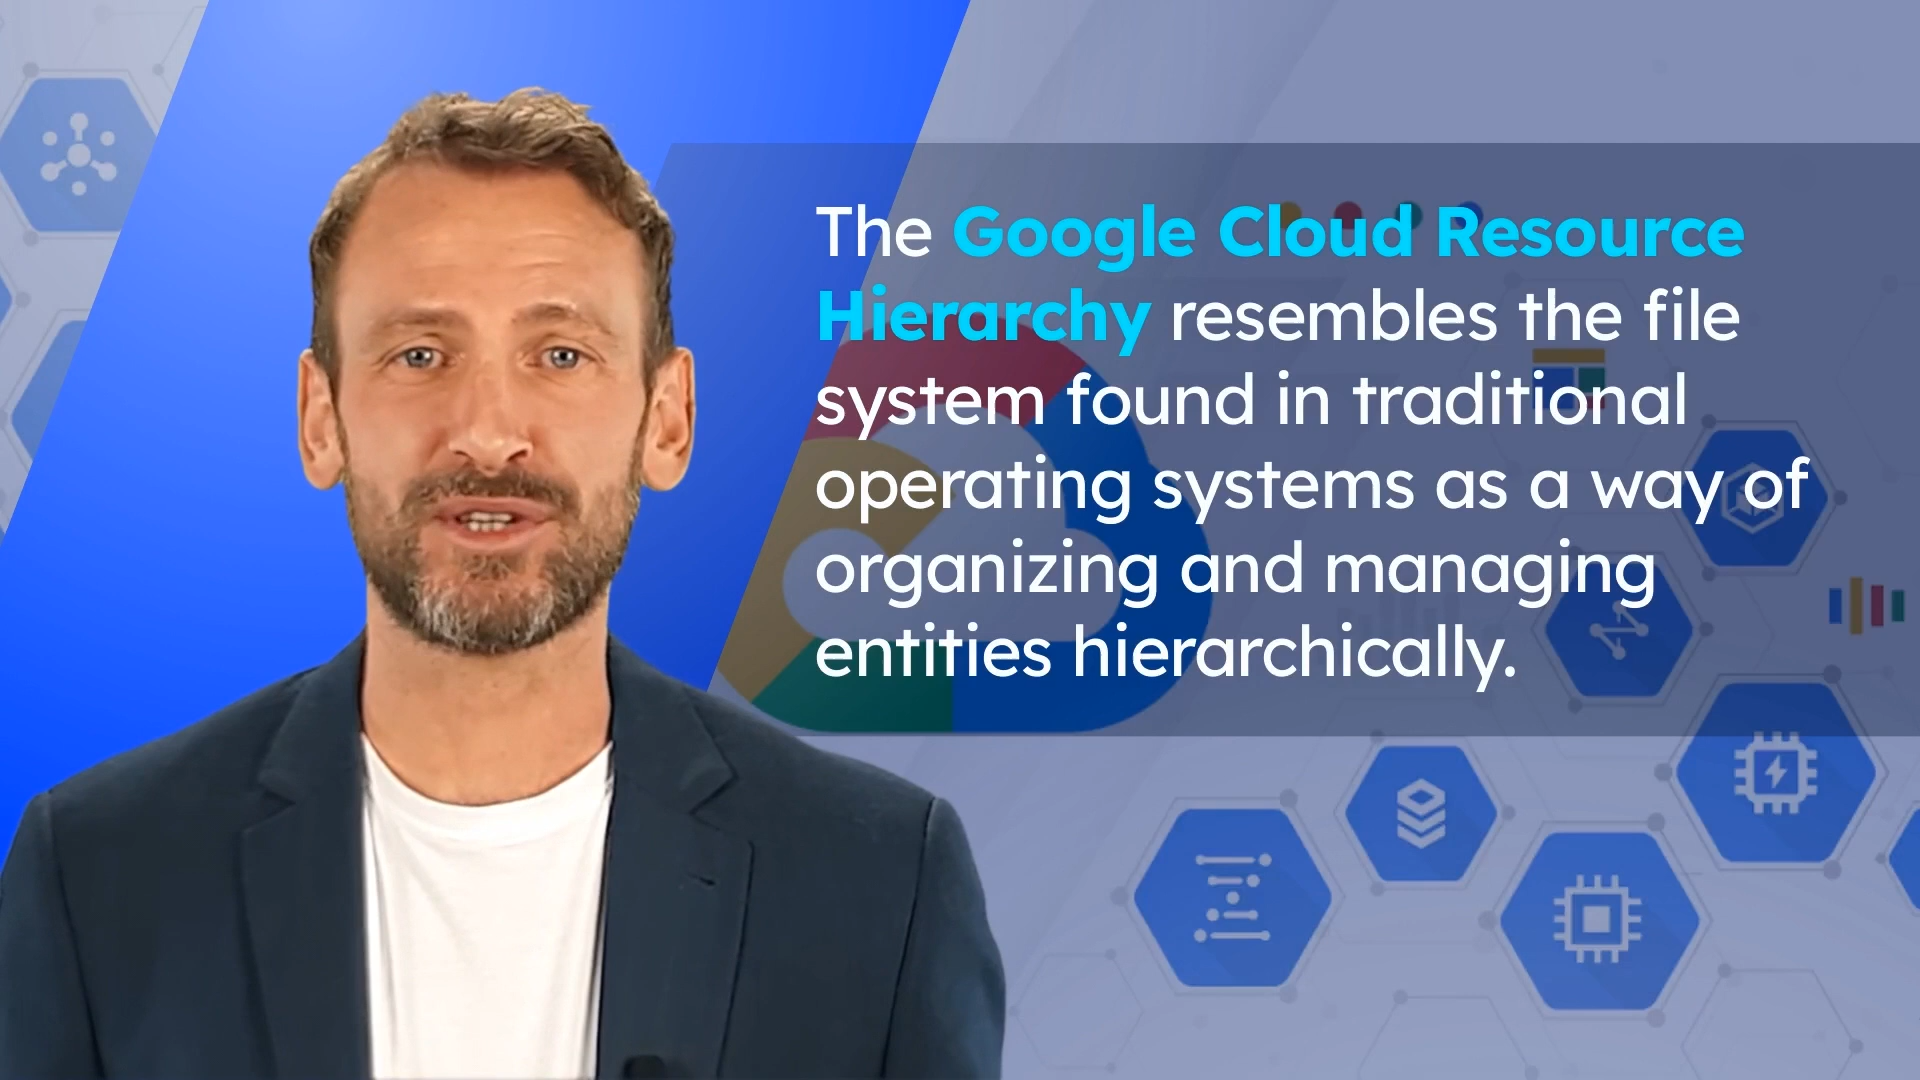 The Google Cloud Resource
Hierarchy resembles the file
system found in traditional
operating systems as a way of
organizing and managing
entities hierarchically.